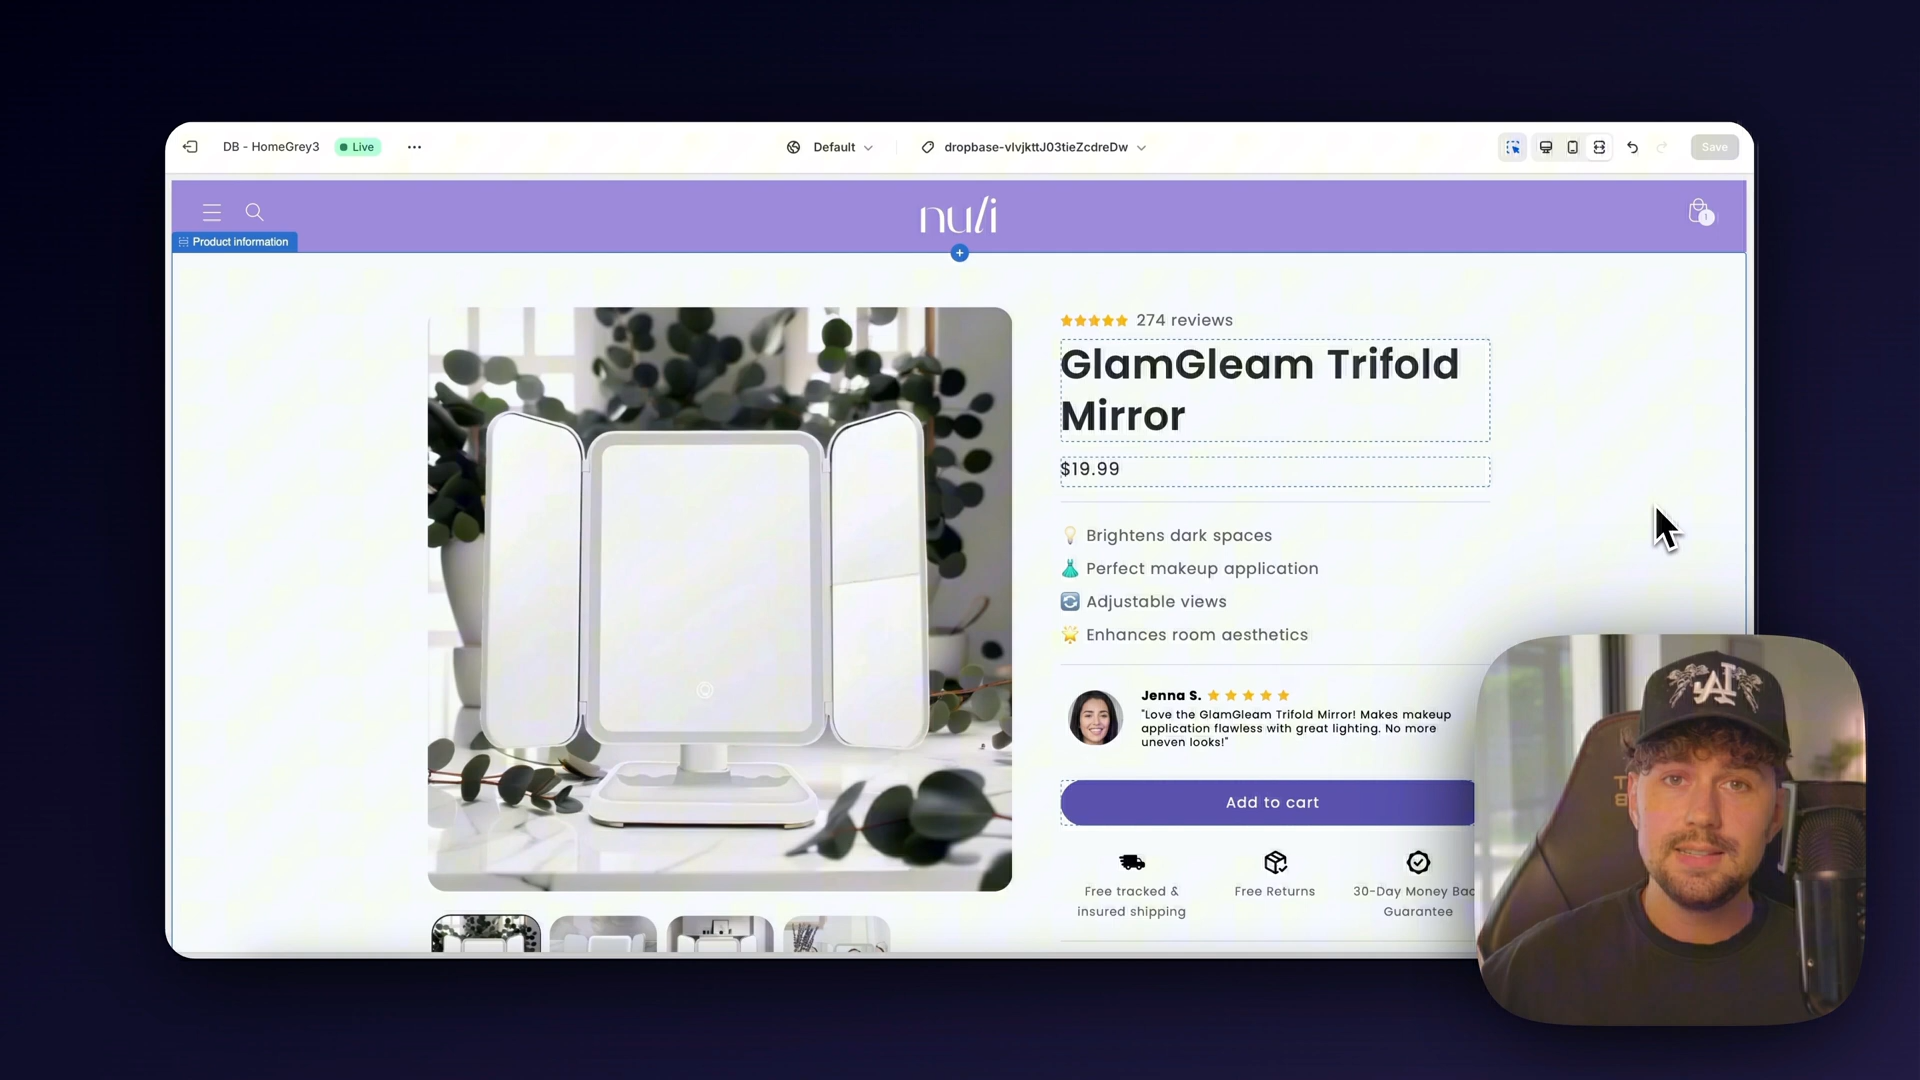 DB - HomeGrey3
Live
Default
dropbase-vlvjkttJ03tieZcdreDw
Save
nuli
Product information
274 reviews
GlamGleam Trifold
Mirror
$19.99
Brightens dark spaces
Perfect makeup application
Adjustable views
Enhances room aesthetics
Jenna S.
"Love the GlamGleam Trifold Mirror! Makes makeup
application flawless with great lighting. No more
uneven looks!"
Add to cart
Free tracked &
insured shipping
Free Returns
30-Day Money Bac
Guarantee